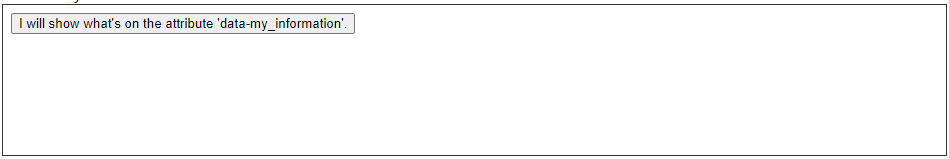 I will show what's on the attribute 'data-my_information'.